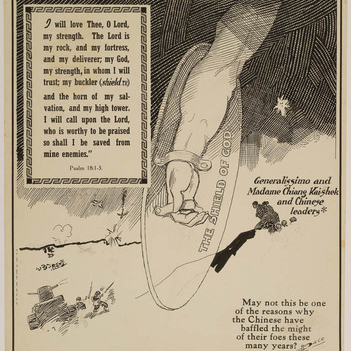 I will love Thee, O Lord,
my strength. The Lord is
my rock, and my fortress,
and my deliverer; my God,
my strength, in whom I will
trust; my buckler (shield)
and the horn of my sal-
vation, and my high tower.
I will call upon the Lord,
who is worthy to be praised
so shall I be saved from
mine enemies."
Psalm 18:1-3.
THE SHIELD OF GOD
Generalissimo and
Madame Chiang Kai-shek
and Chinese
leaders*
May not this be one
of the reasons why
the Chinese have
baffled the might
of their foes these
many years?